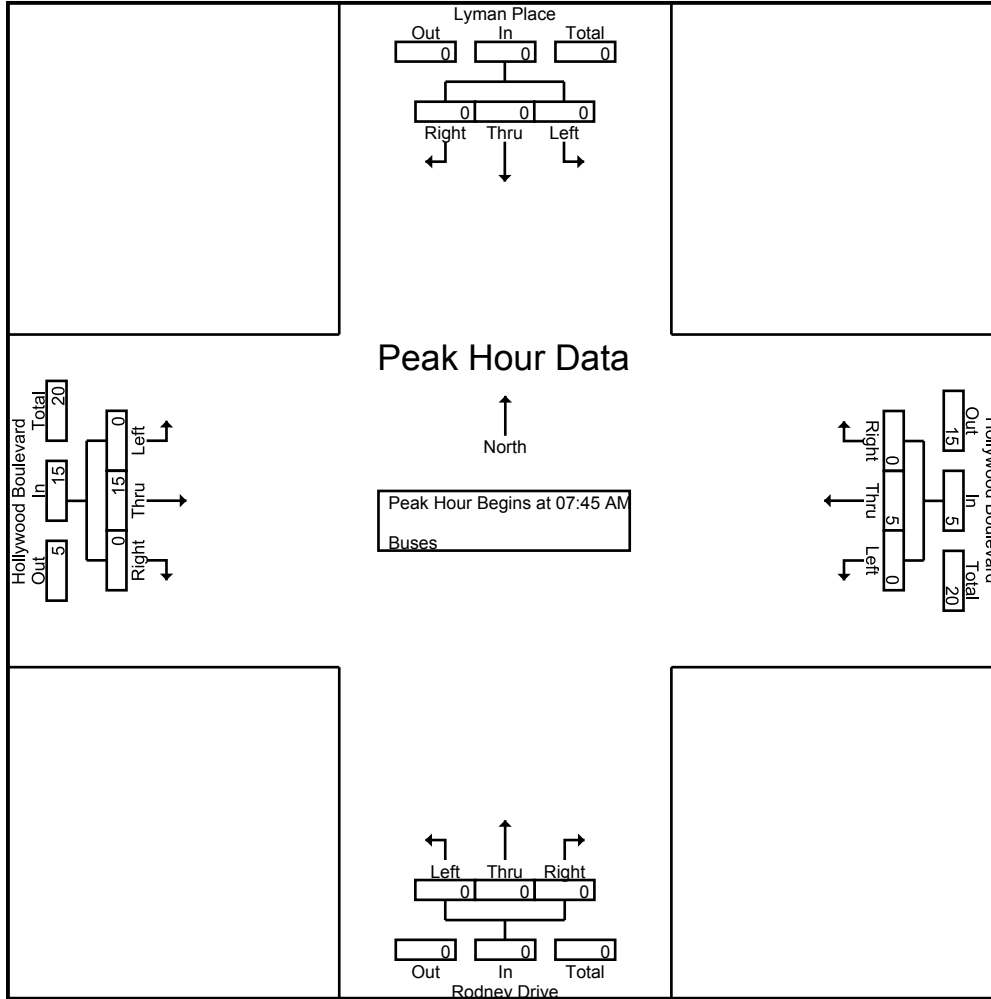 Lyman Place
Out In Total
0 0 0
0 0 0
Right Thru Left
Peak Hour Data
North
Peak Hour Begins at 07:45 AM
Buses
Hollywood Boulevard
Out In Total
5 15 20
0 15 0
Right Thru Left
Hollywood Boulevard
Out In Total
15 5 20
0 5 0
Right Thru Left
Left Thru Right
0 0 0
0 0 0
Out In Total
Rodney Drive